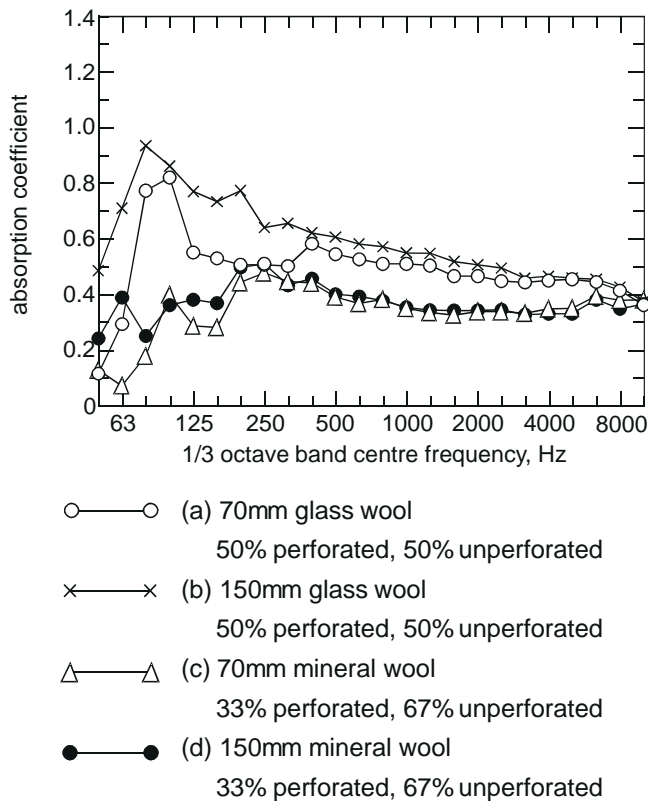 1.4
1.2
1.0
0.8
0.6
0.4
0.2
0
absorption coefficient
63 125 250 500 1000 2000 4000 8000
1/3 octave band centre frequency, Hz
(a) 70mm glass wool
50% perforated, 50% unperforated
(b) 150mm glass wool
50% perforated, 50% unperforated
(c) 70mm mineral wool
33% perforated, 67% unperforated
(d) 150mm mineral wool
33% perforated, 67% unperforated